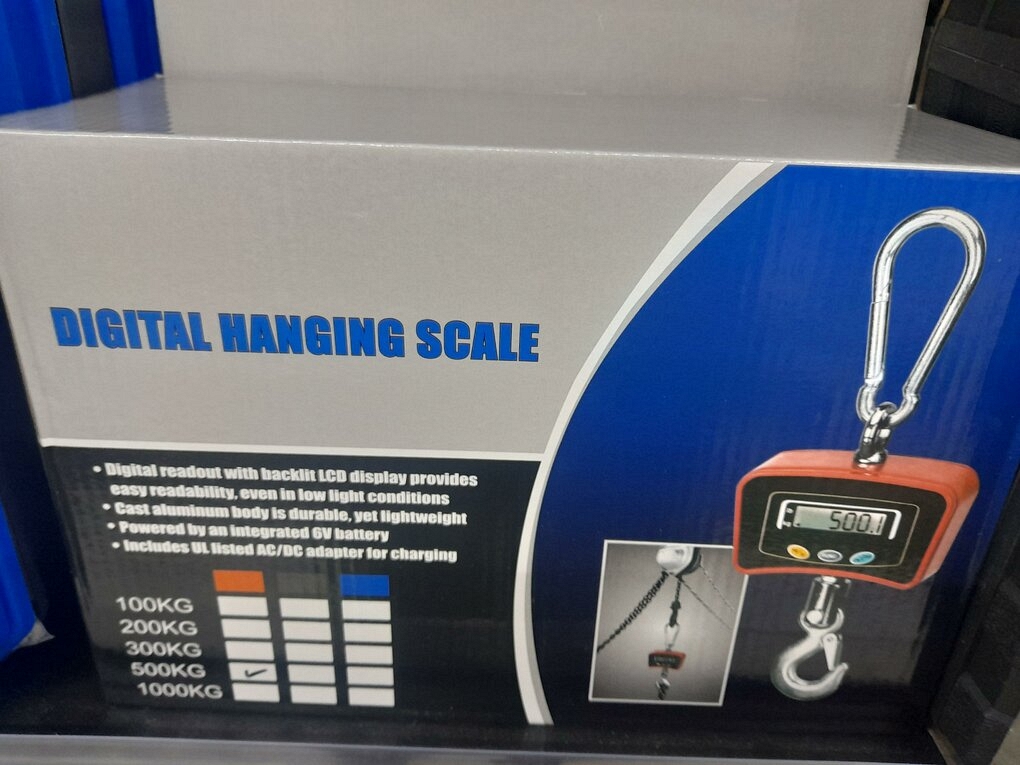 DIGITAL HANGING SCALE
• Digital readout with backlit LCD display provides
easy readability, even in low light conditions
• Cast aluminum body is durable, yet lightweight
• Powered by an integrated 6V battery
• Includes UL listed AC/DC adapter for charging
100KG
200KG
300KG
500KG
1000KG
500.1